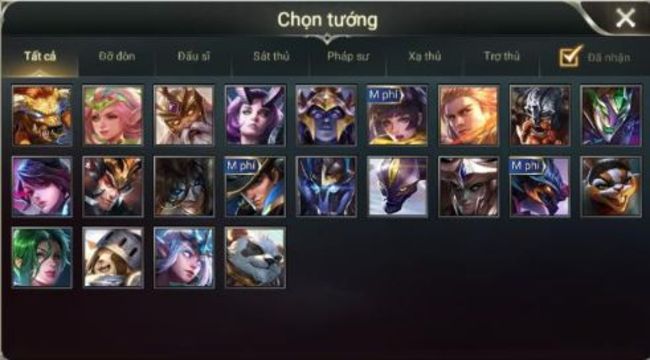 Chọn tướng
Tất cả Đỡ đòn Đấu sĩ Sát thủ Pháp sư Xạ thủ Trợ thủ Đã nhận
M phí
M phí M phí